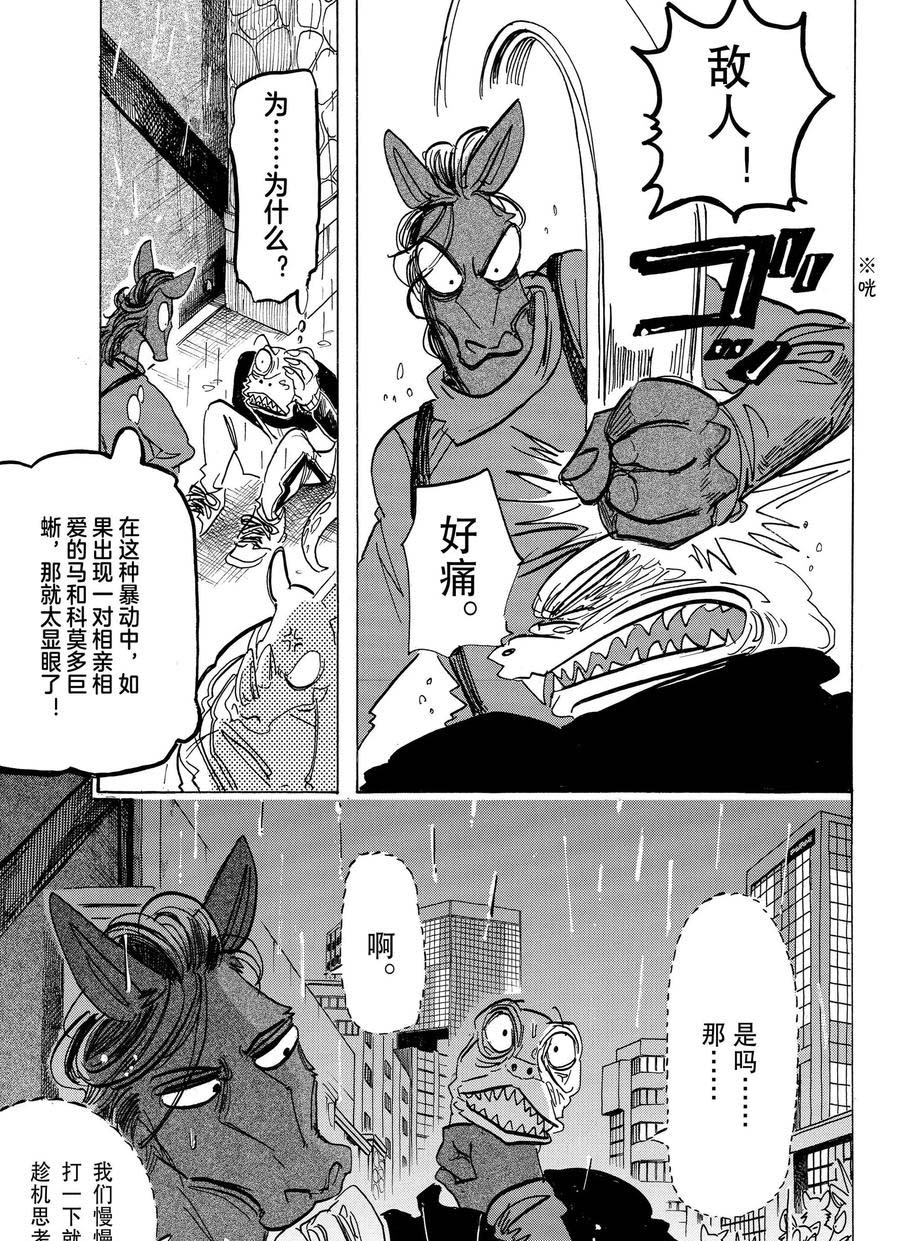 敌
人！
ゴッ
※咣
好痛。
为……为什么？
在这种暴动中，如
果出现一对相亲相
爱的马和科莫多巨
蜥，那就太显眼了！
是吗……
那……
啊。
我们慢慢
打一下就
趁机思考